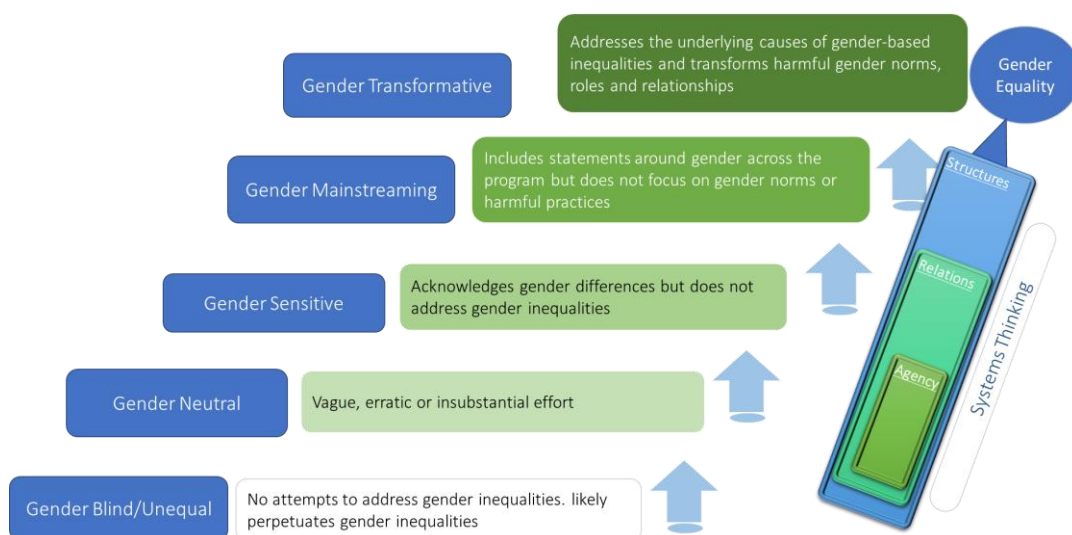 Addresses the underlying causes of gender-based
inequalities and transforms harmful gender norms,
roles and relationships
Gender Transformative
Gender
Equality
Includes statements around gender across the
program but does not focus on gender norms or
harmful practices
Gender Mainstreaming
Structures
Acknowledges gender differences but does not
address gender inequalities
Gender Sensitive
Relations
Systems Thinking
Agency
Gender Neutral
Vague, erratic or insubstantial effort
Gender Blind/Unequal
No attempts to address gender inequalities. likely
perpetuates gender inequalities